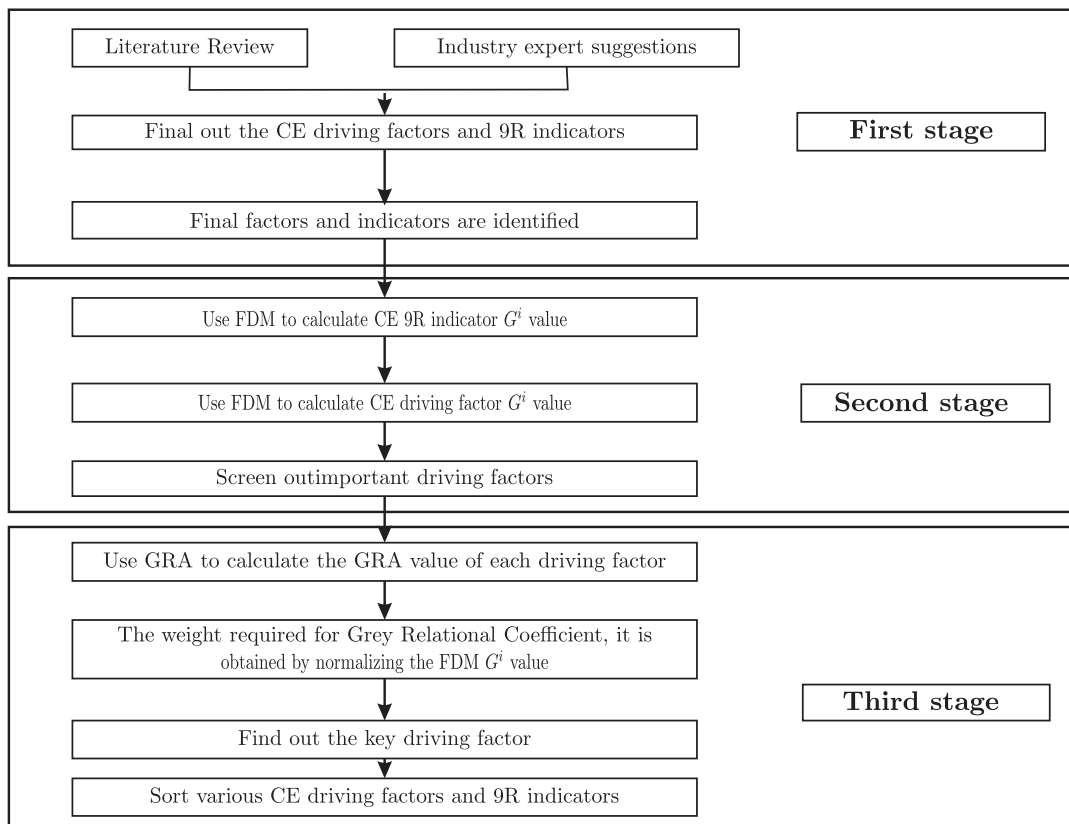 Literature Review
Industry expert suggestions
Final out the CE driving factors and 9R indicators
First stage
Final factors and indicators are identified
Use FDM to calculate CE 9R indicator Gⁱ value
Use FDM to calculate CE driving factor Gⁱ value
Second stage
Screen outimportant driving factors
Use GRA to calculate the GRA value of each driving factor
The weight required for Grey Relational Coefficient, it is
obtained by normalizing the FDM Gⁱ value
Third stage
Find out the key driving factor
Sort various CE driving factors and 9R indicators